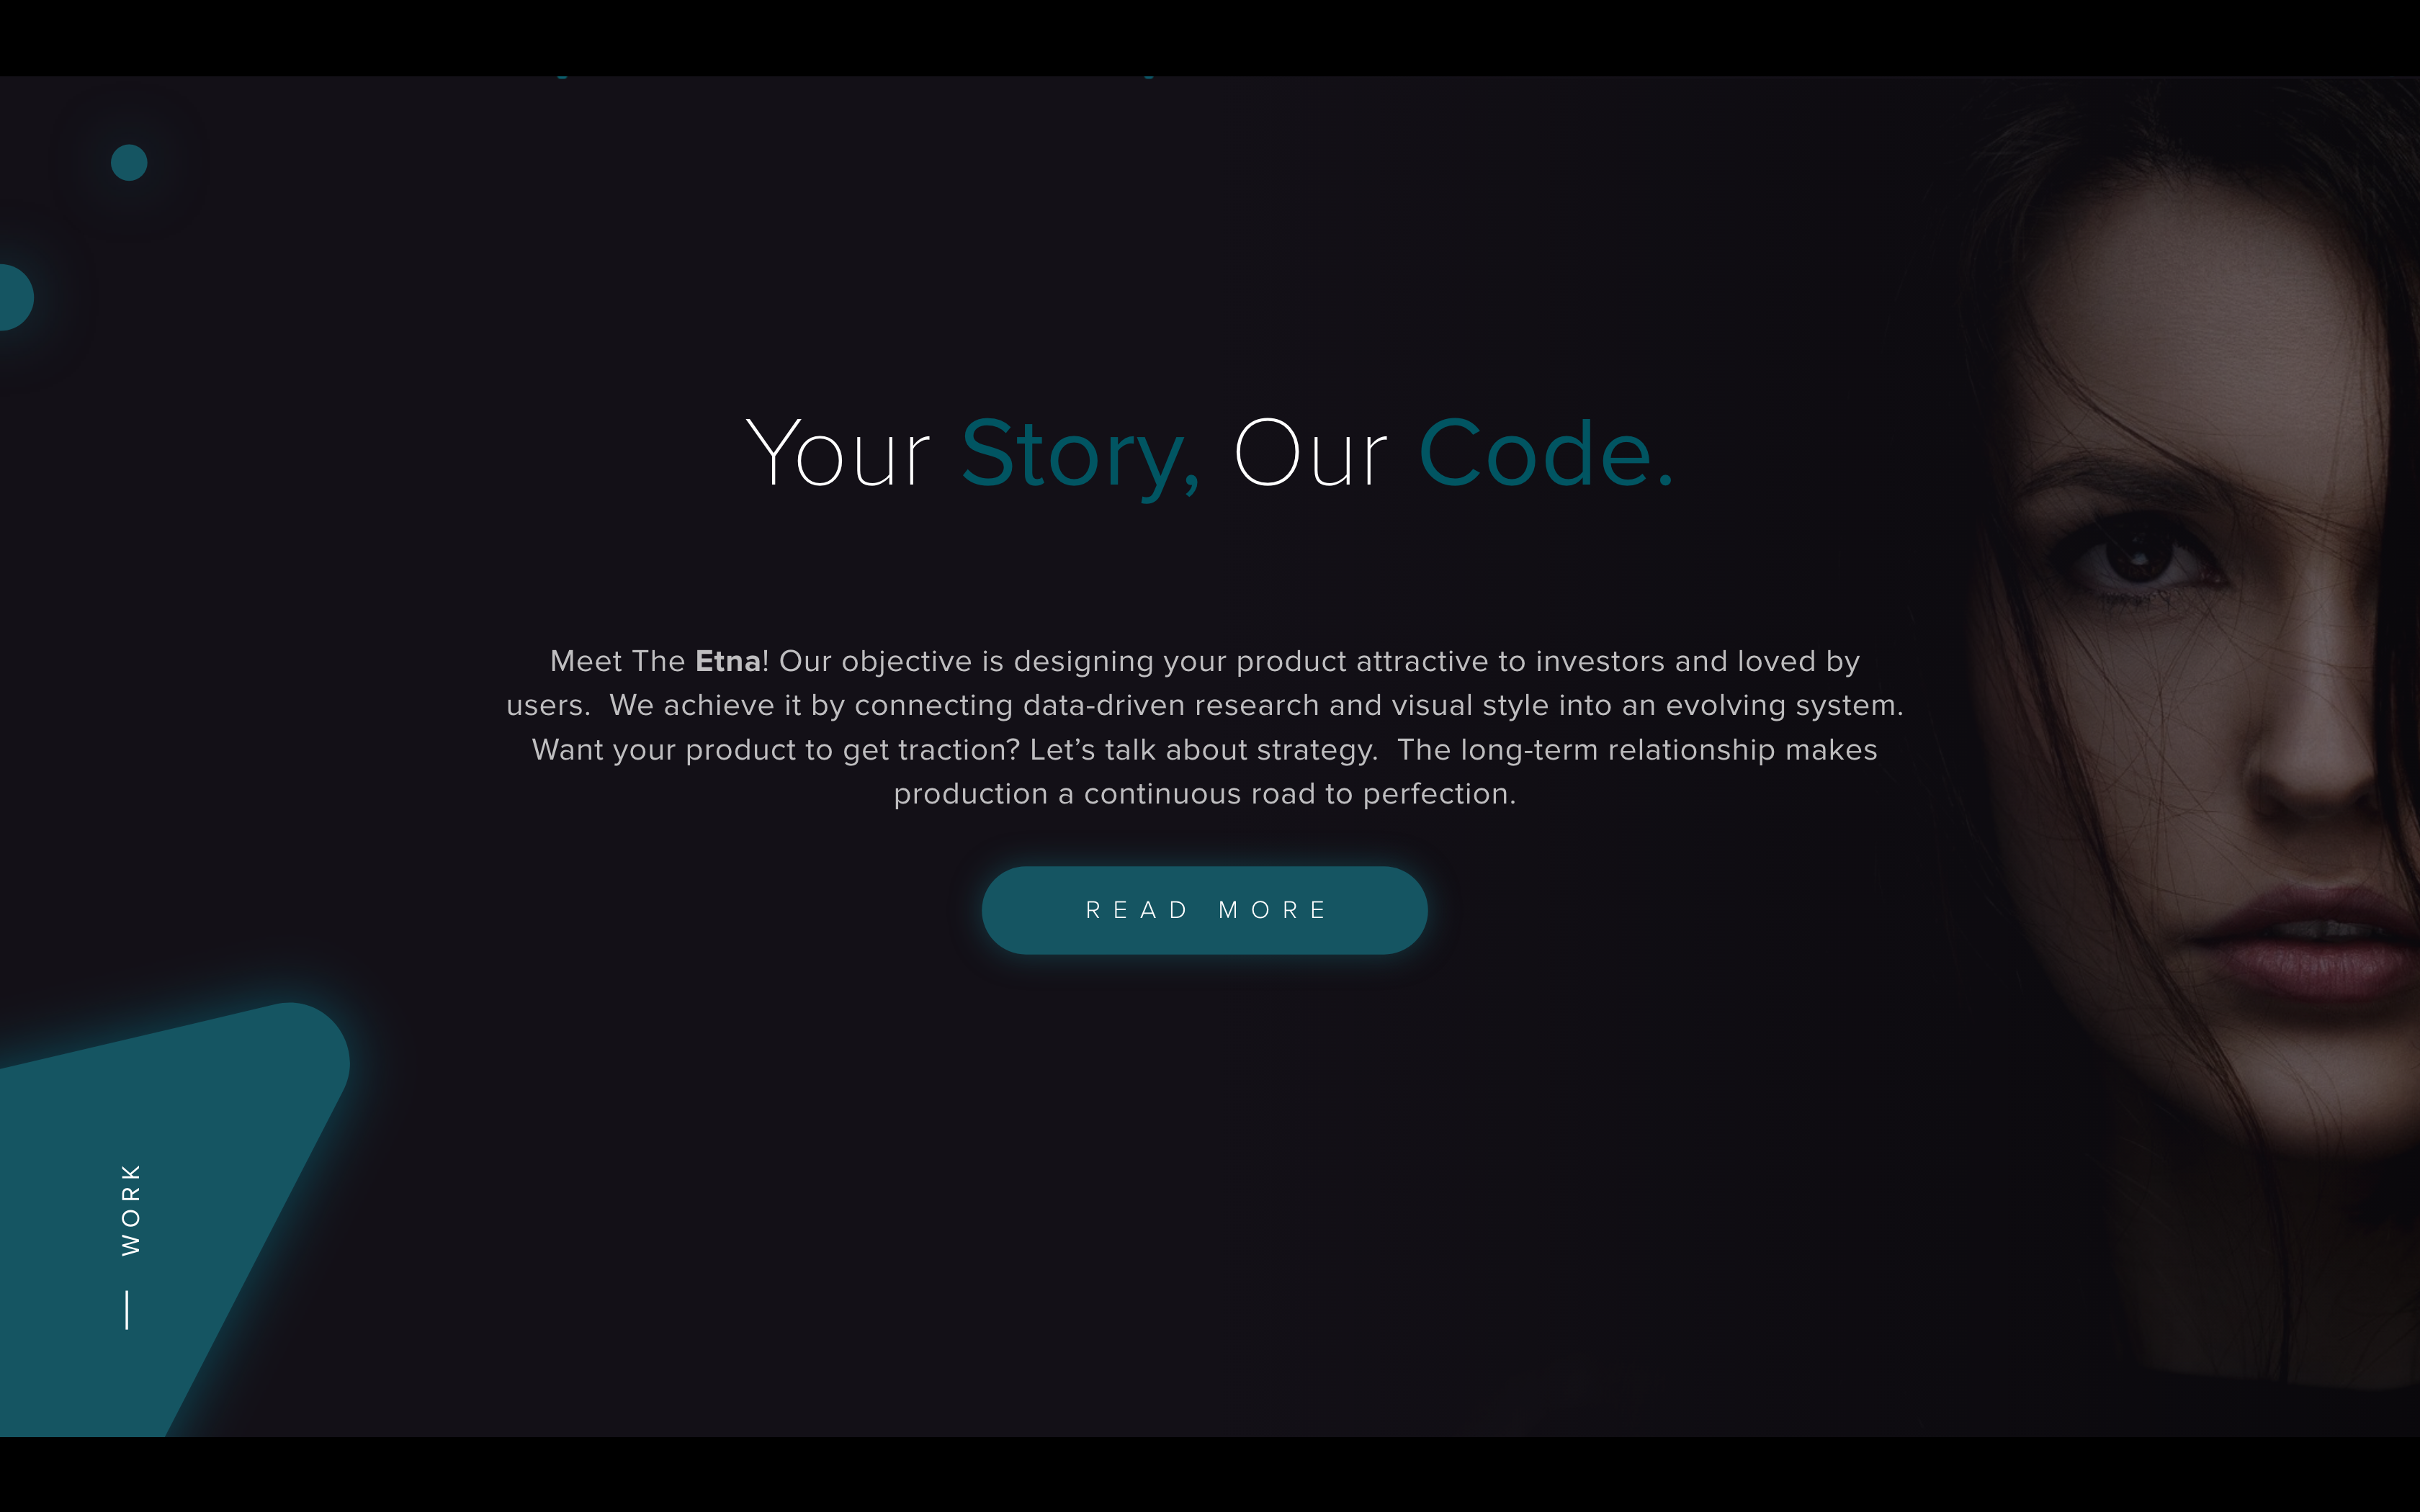 Your Story, Our Code.
Meet The Etna! Our objective is designing your product attractive to investors and loved by
users.  We achieve it by connecting data-driven research and visual style into an evolving system.
Want your product to get traction? Let’s talk about strategy.  The long-term relationship makes
production a continuous road to perfection.
READ MORE
WORK